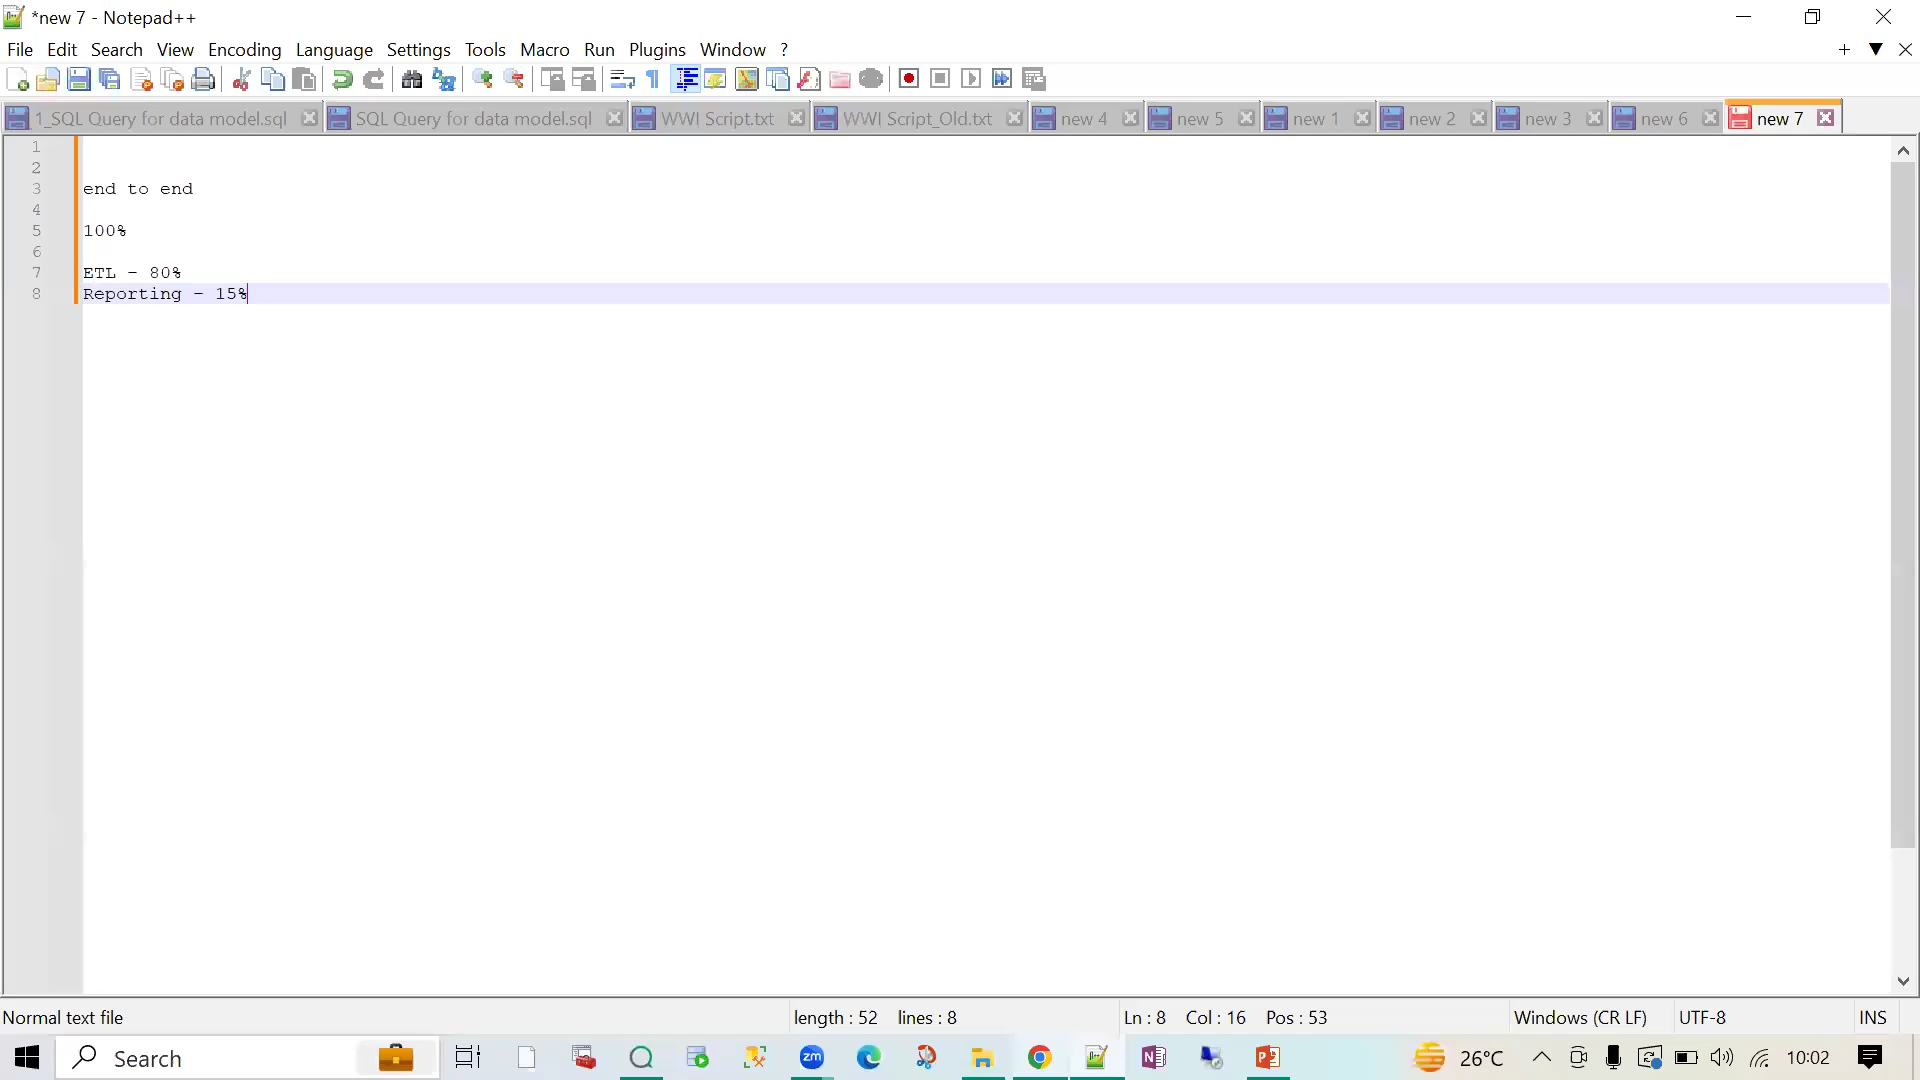 *new 7 - Notepad++
File Edit Search View Encoding Language Settings Tools Macro Run Plugins Window ?
1_SQL Query for data model.sql SQL Query for data model.sql WWI Script.txt WWI Script_Old.txt new 4 new 5 new 1 new 2 new 3 new 6 new 7
1
2
3 end to end
4
5 100%
6
7 ETL - 80%
8 Reporting - 15%
Normal text file length : 52 lines : 8 Ln : 8 Col : 16 Pos : 53 Windows (CR LF) UTF-8 INS
Search zm 26°C 10:02